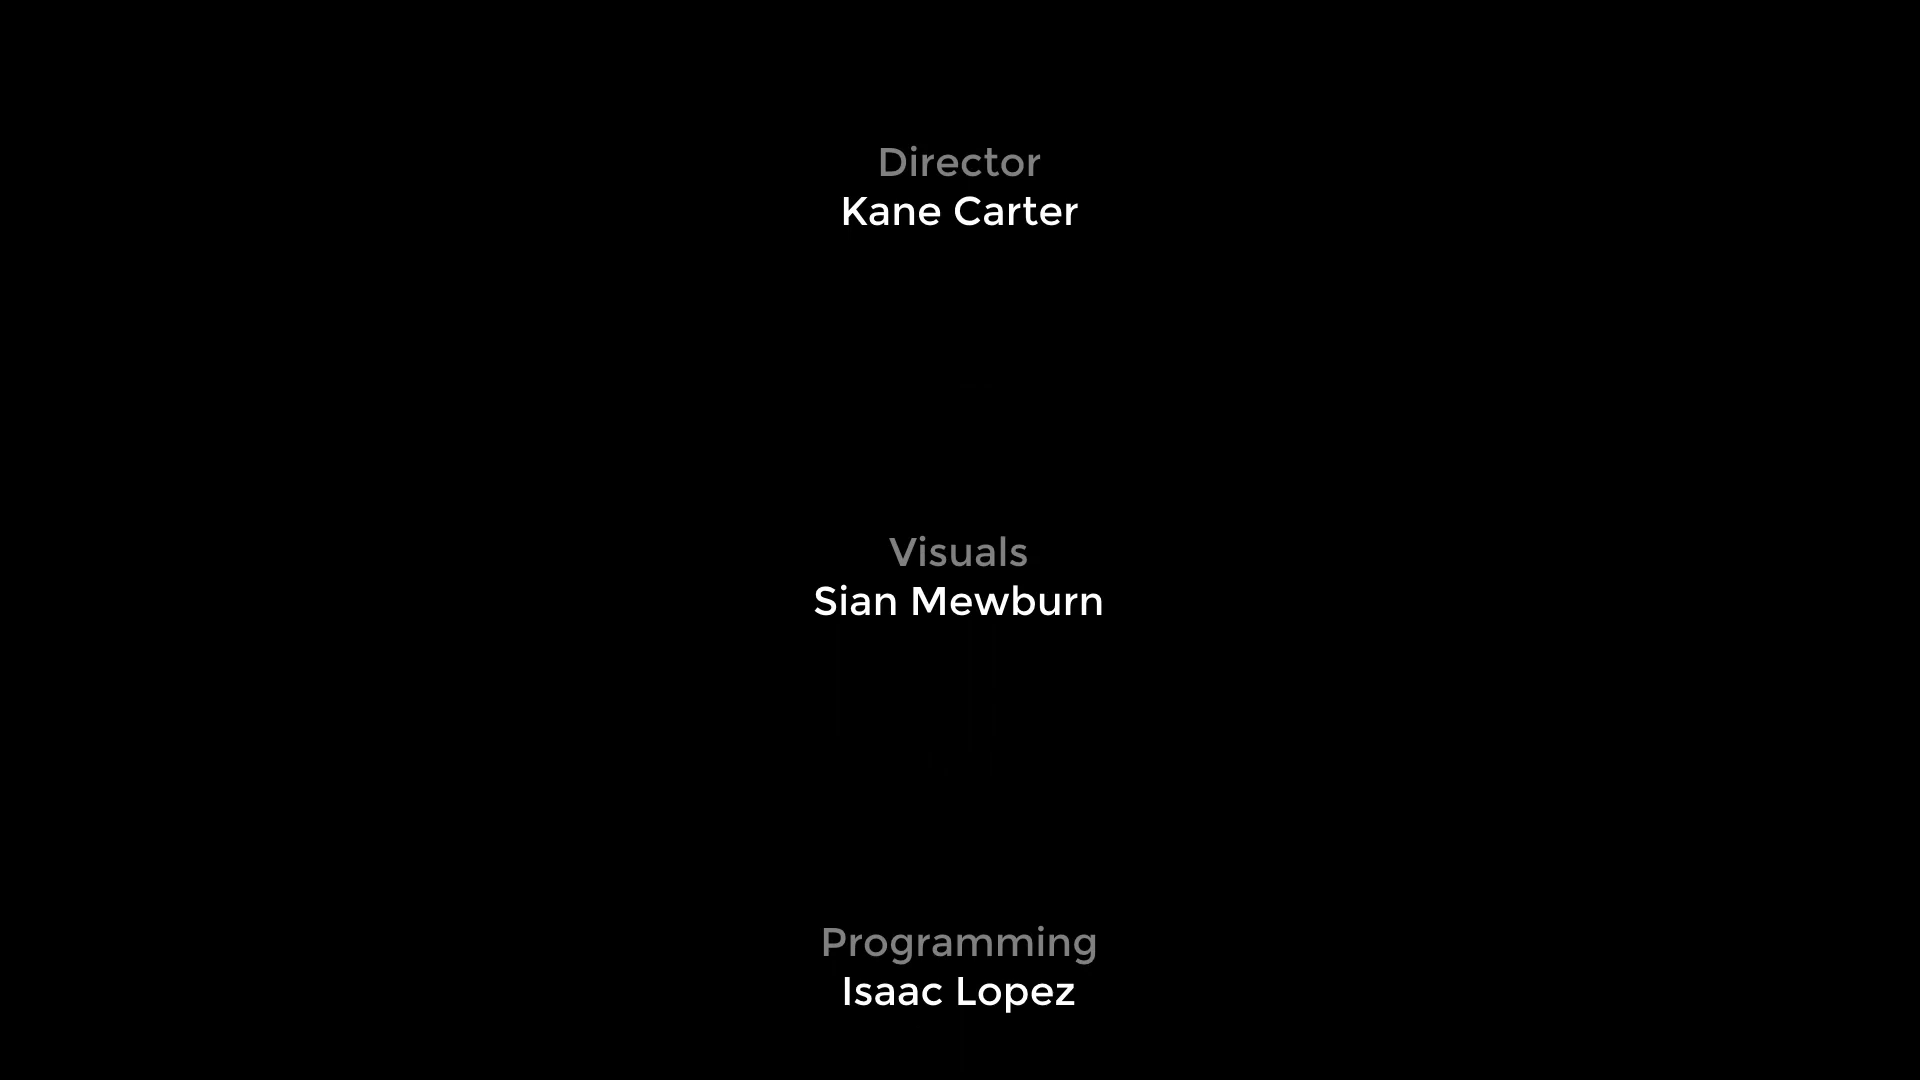 Director
Kane Carter
Visuals
Sian Mewburn
Programming
Isaac Lopez